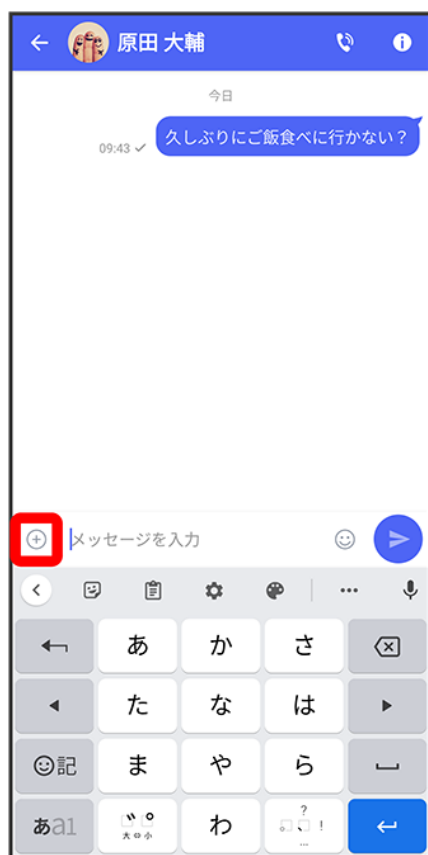 原田 大輔
今日
久しぶりにご飯食べに行かない？
09:43
メッセージを入力
あ か さ
た な は
記 ま や ら
あa1 大⇔小 わ 、。?!…